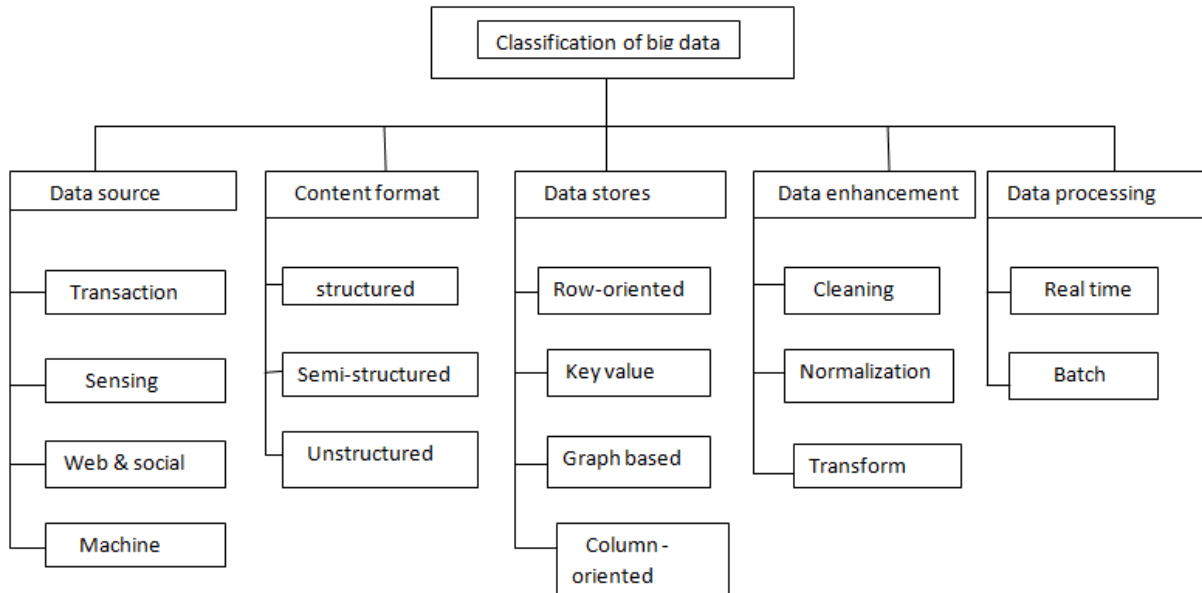 Classification of big data
Data source
Content format
Data stores
Data enhancement
Data processing
Transaction
structured
Row-oriented
Cleaning
Real time
Sensing
Semi-structured
Key value
Normalization
Batch
Web & social
Unstructured
Graph based
Transform
Machine
Column -
oriented